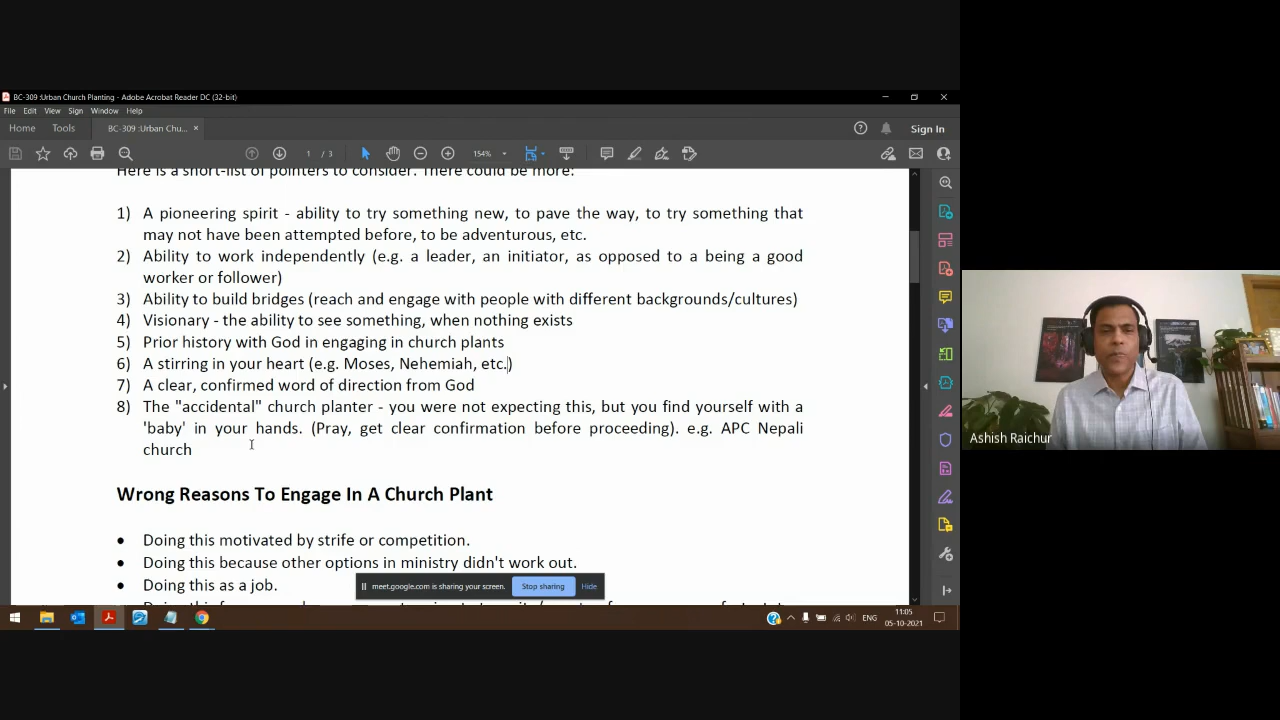 BC-309 :Urban Church Planting - Adobe Acrobat Reader DC (32-bit)
File Edit View Sign Window Help
Home Tools BC-309 :Urban Chu... × Sign In
1 / 3 154%
Here is a short-list of pointers to consider. There could be more:
1) A pioneering spirit - ability to try something new, to pave the way, to try something that
may not have been attempted before, to be adventurous, etc.
2) Ability to work independently (e.g. a leader, an initiator, as opposed to a being a good
worker or follower)
3) Ability to build bridges (reach and engage with people with different backgrounds/cultures)
4) Visionary - the ability to see something, when nothing exists
5) Prior history with God in engaging in church plants
6) A stirring in your heart (e.g. Moses, Nehemiah, etc.)
7) A clear, confirmed word of direction from God
8) The "accidental" church planter - you were not expecting this, but you find yourself with a
'baby' in your hands. (Pray, get clear confirmation before proceeding). e.g. APC Nepali
church
Wrong Reasons To Engage In A Church Plant
• Doing this motivated by strife or competition.
• Doing this because other options in ministry didn't work out.
• Doing this as a job.
meet.google.com is sharing your screen. Stop sharing Hide
ENG
11:05
05-10-2021
Ashish Raichur